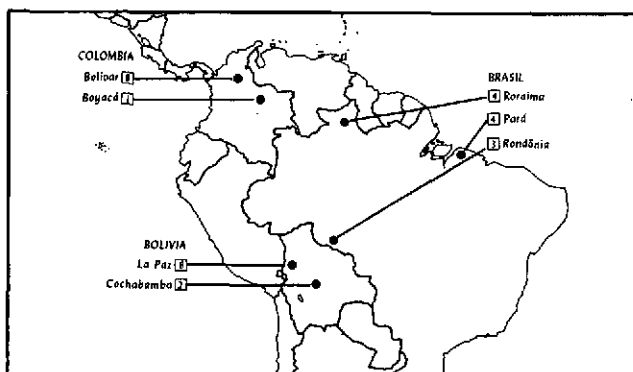 COLOMBIA
Bolívar
Boyacá
BRASIL
4 Roraima
4 Pará
3 Rondônia
BOLIVIA
La Paz
Cochabamba 2